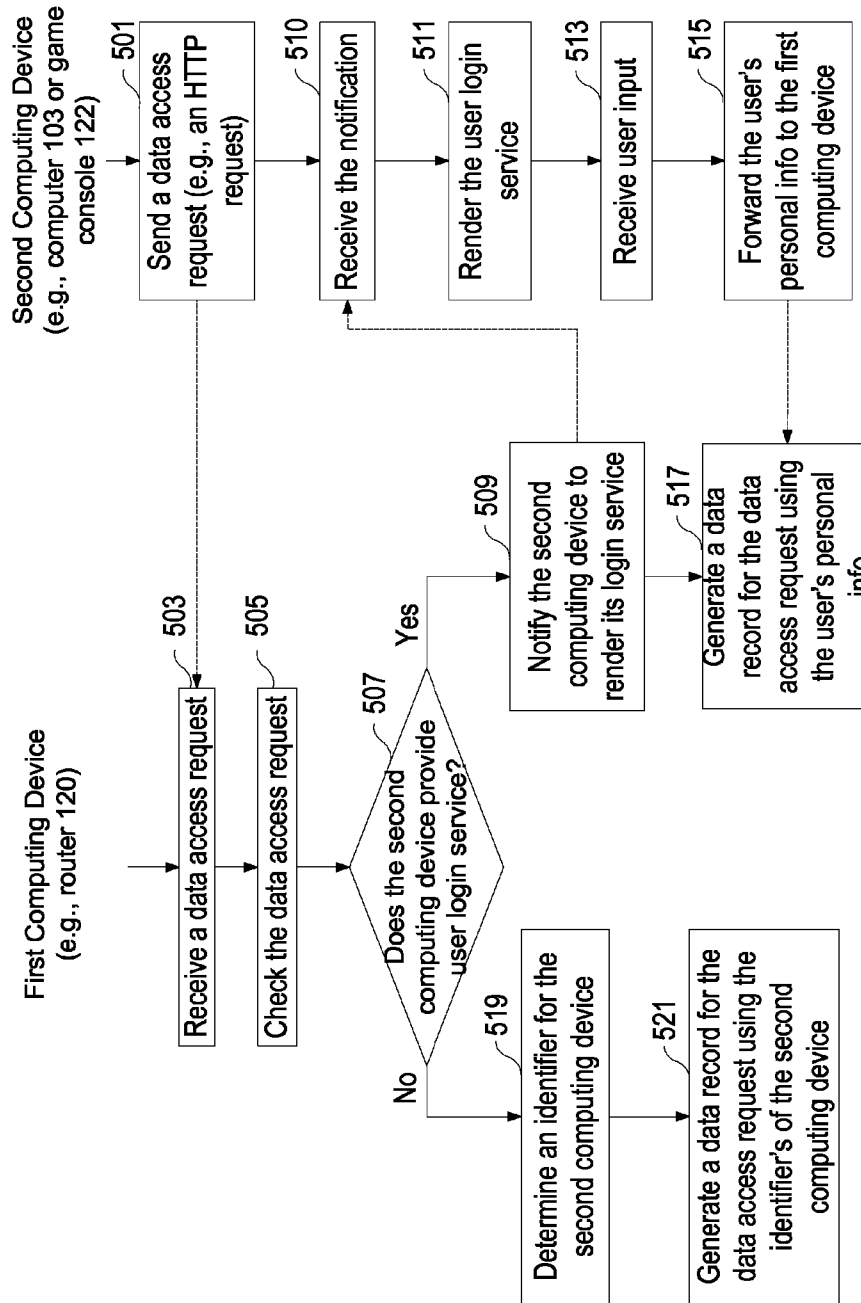 First Computing Device
(e.g., router 120)
Second Computing Device
(e.g., computer 103 or game
console 122)
501
Send a data access
request (e.g., an HTTP
request)
503
Receive a data access request
505
Check the data access request
507
Does the second
computing device provide
user login service?
Yes
No
509
Notify the second
computing device to
render its login service
510
Receive the notification
511
Render the user login
service
513
Receive user input
515
Forward the user's
personal info to the first
computing device
517
Generate a data
record for the data
access request using
the user's personal
info
519
Determine an identifier for the
second computing device
521
Generate a data record for the
data access request using the
identifier's of the second
computing device